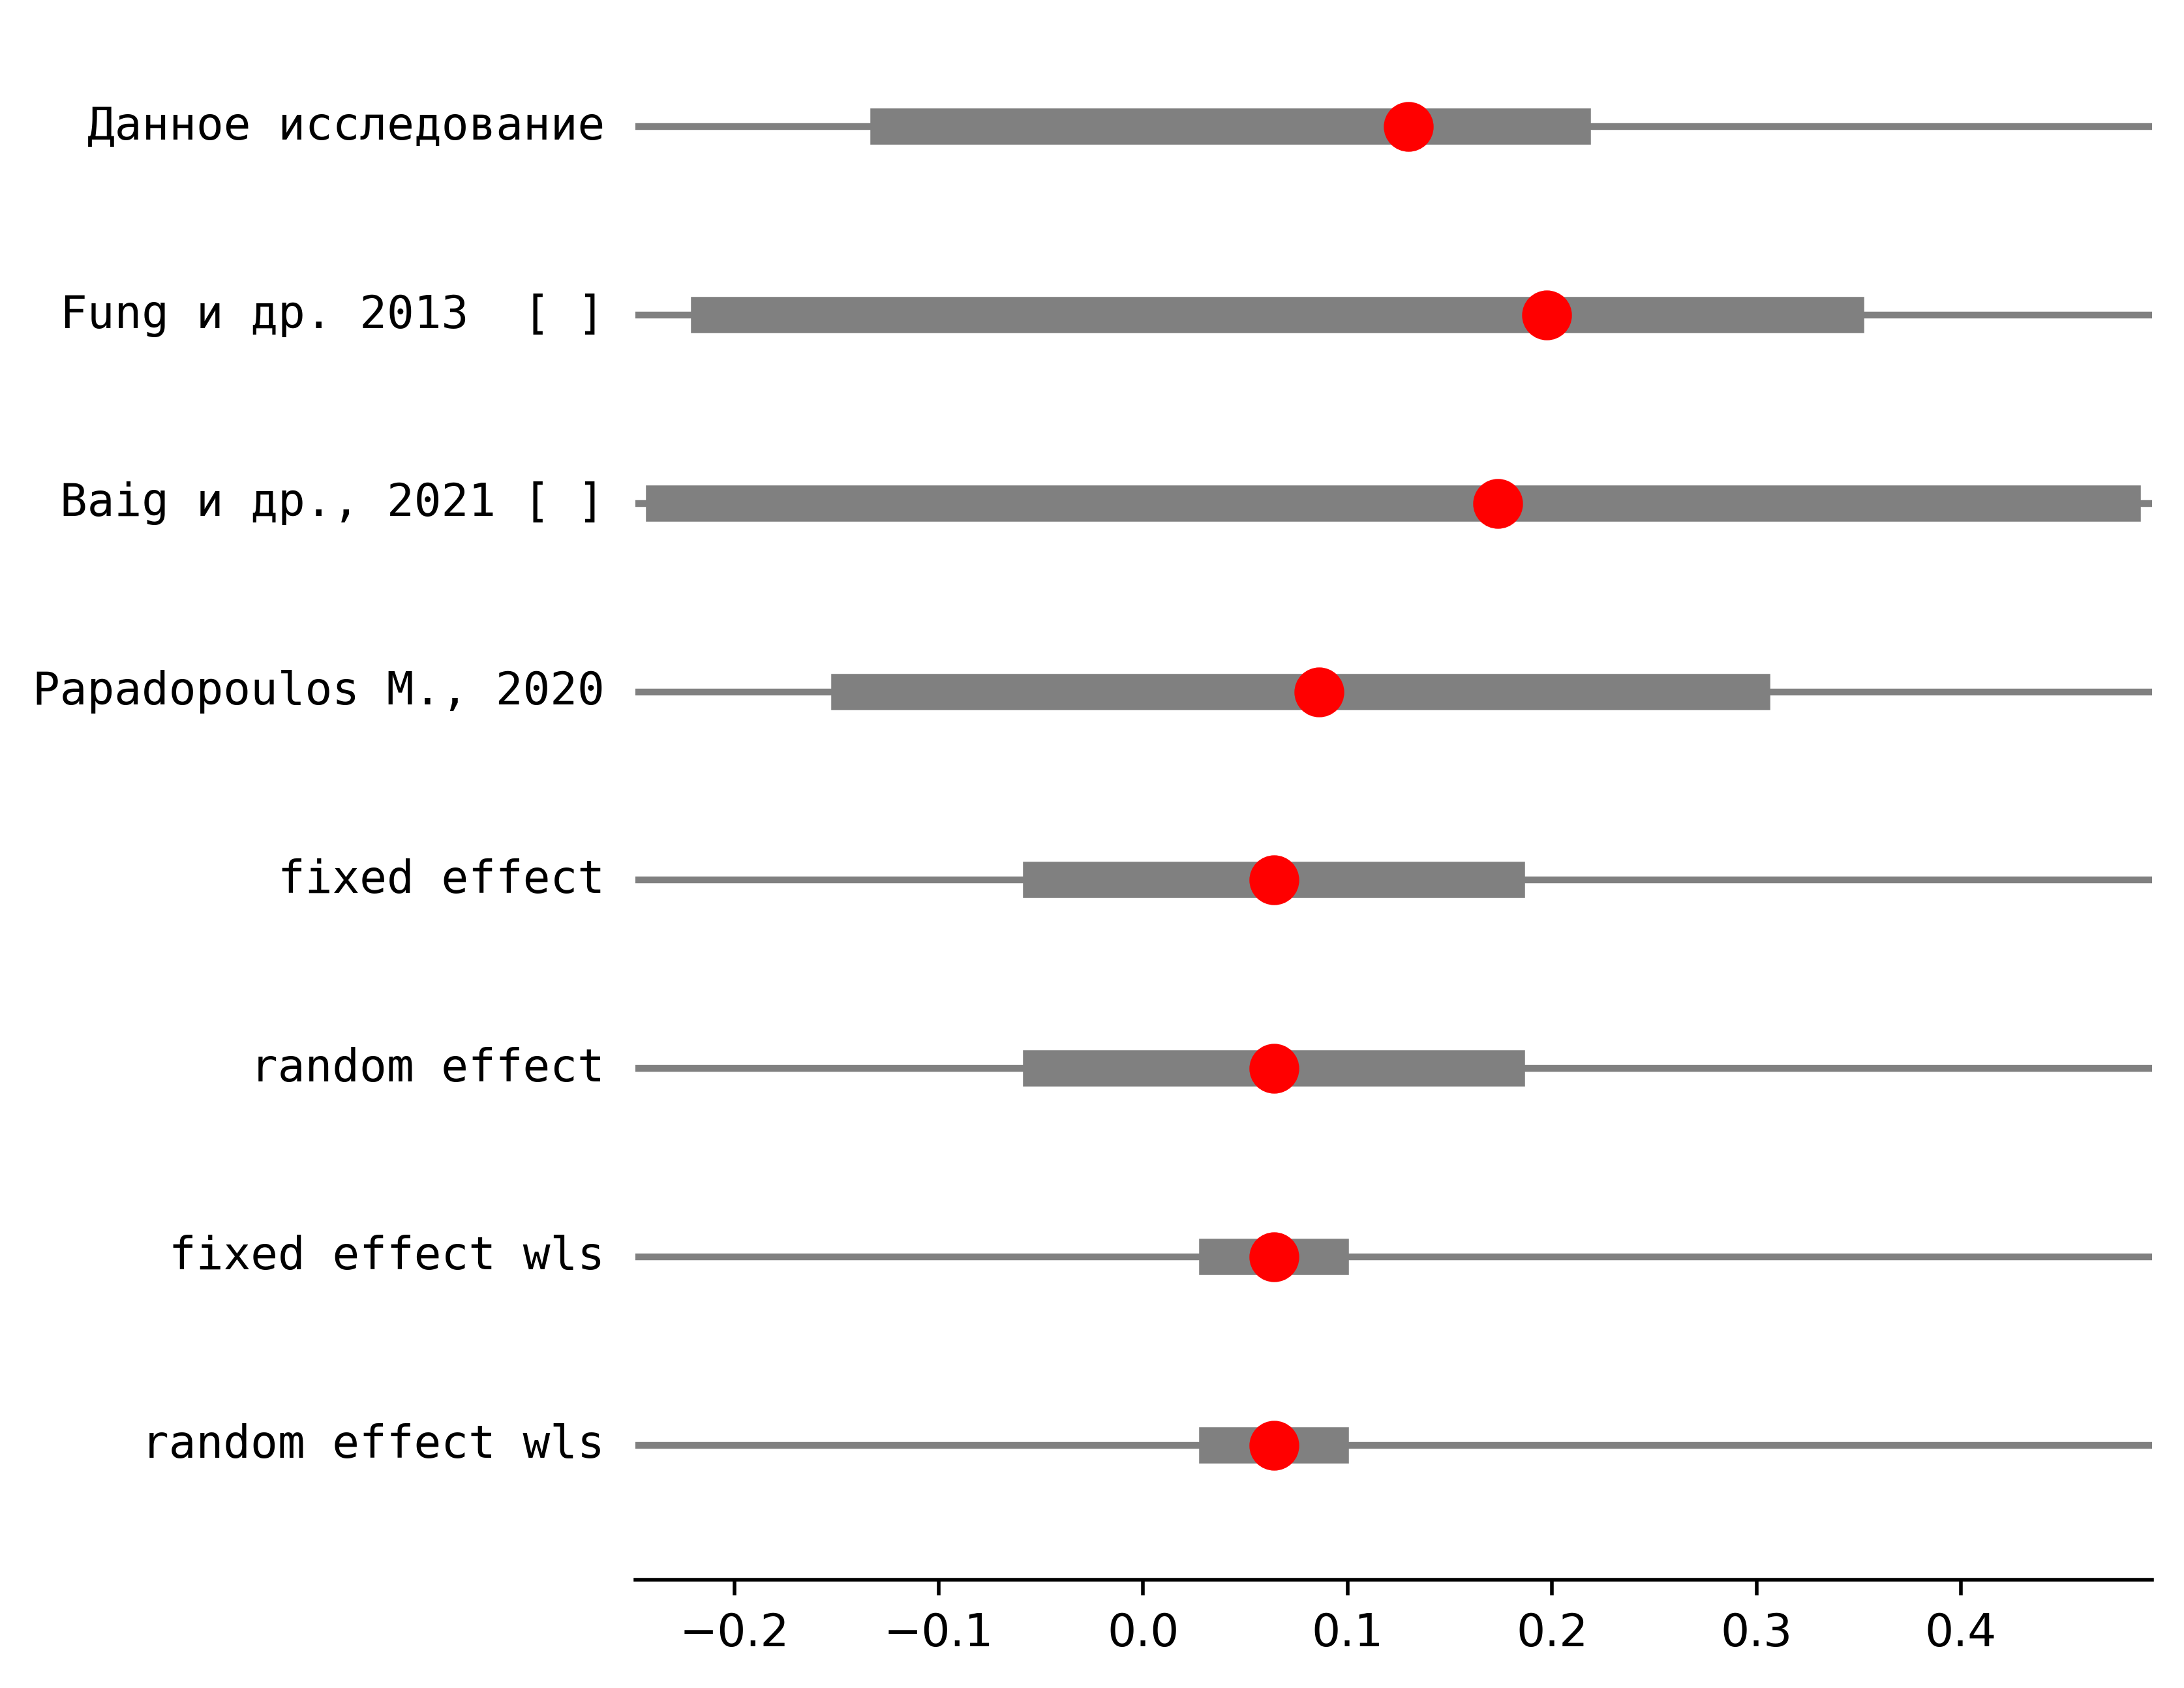 Данное исследование
Fung и др. 2013  [ ]
Baig и др., 2021 [ ]
Papadopoulos M., 2020
fixed effect
random effect
fixed effect wls
random effect wls
−0.2 −0.1 0.0 0.1 0.2 0.3 0.4